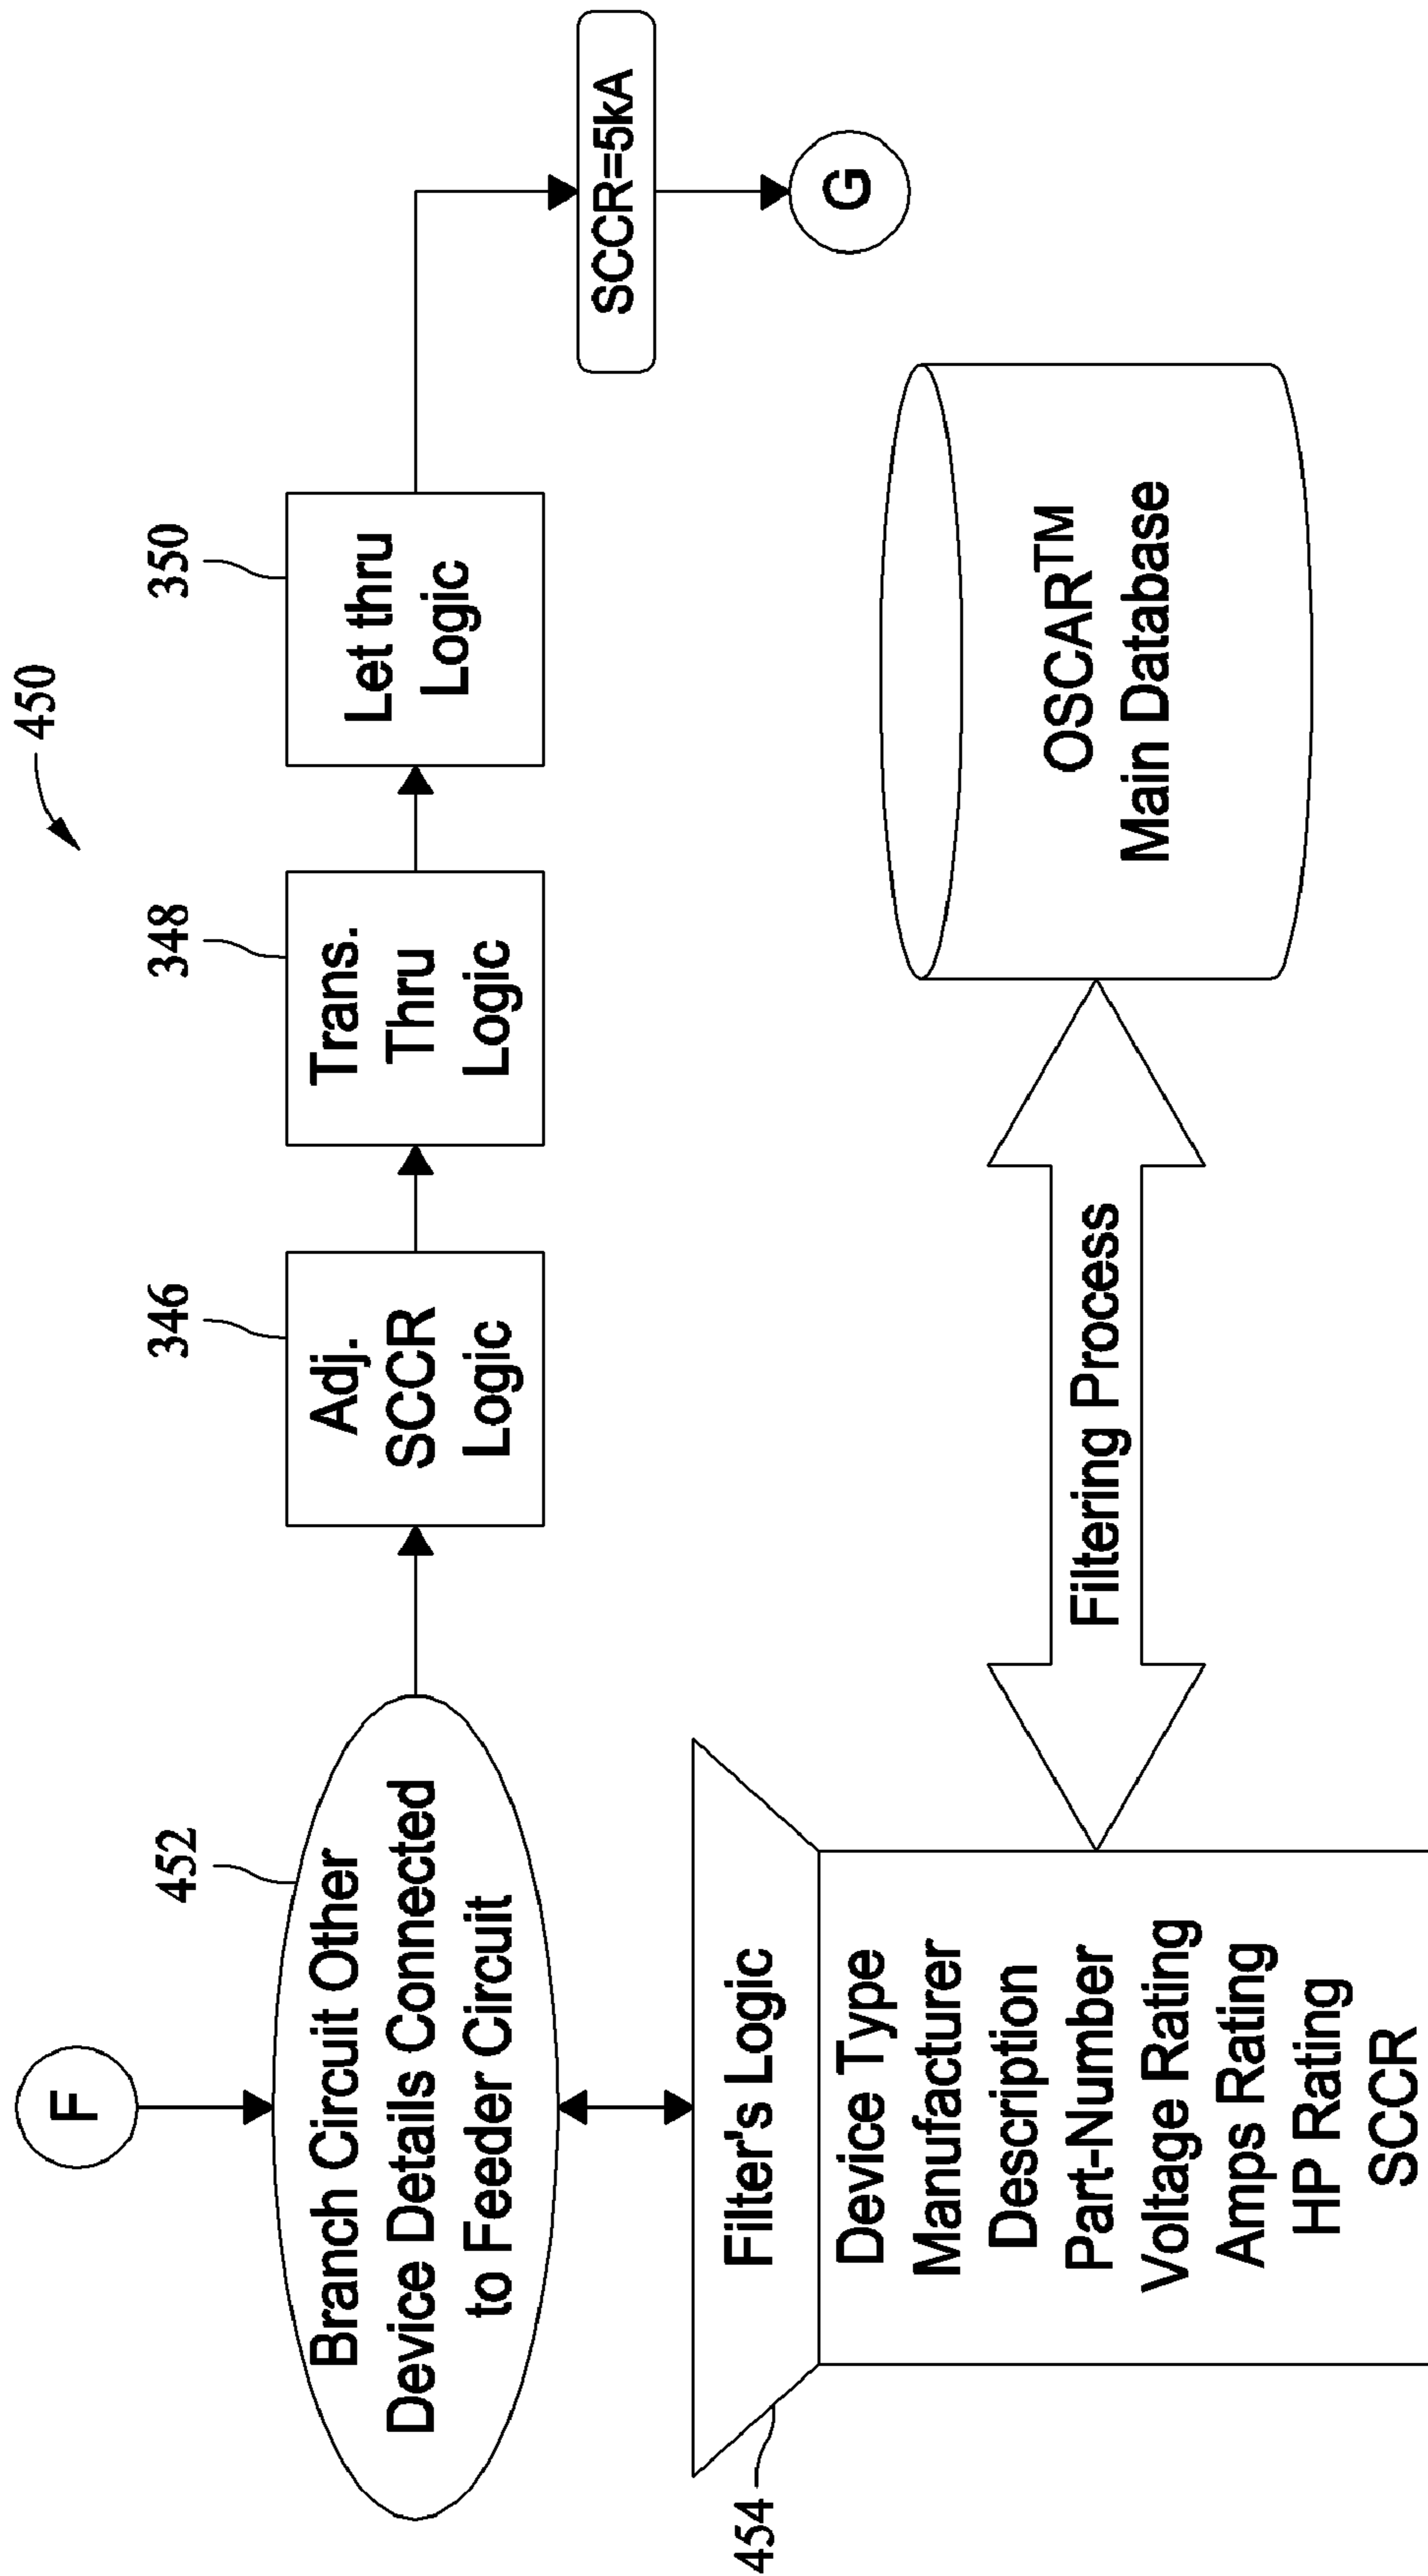 450
F
452
Branch Circuit Other
Device Details Connected
to Feeder Circuit
346
Adj.
SCCR
Logic
348
Trans.
Thru
Logic
350
Let thru
Logic
SCCR=5kA
G
454
Filter's Logic
Device Type
Manufacturer
Description
Part-Number
Voltage Rating
Amps Rating
HP Rating
SCCR
Filtering Process
OSCAR™
Main Database